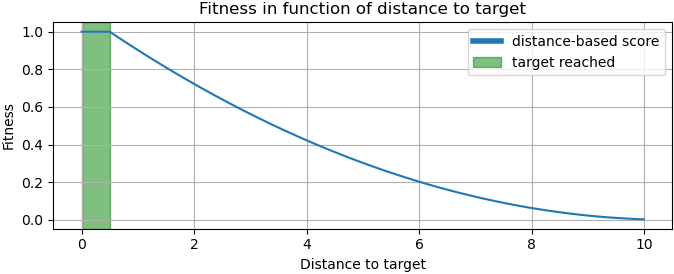 Fitness in function of distance to target
1.0
0.8
0.6
0.4
0.2
0.0
Fitness
distance-based score
target reached
0 2 4 6 8 10
Distance to target